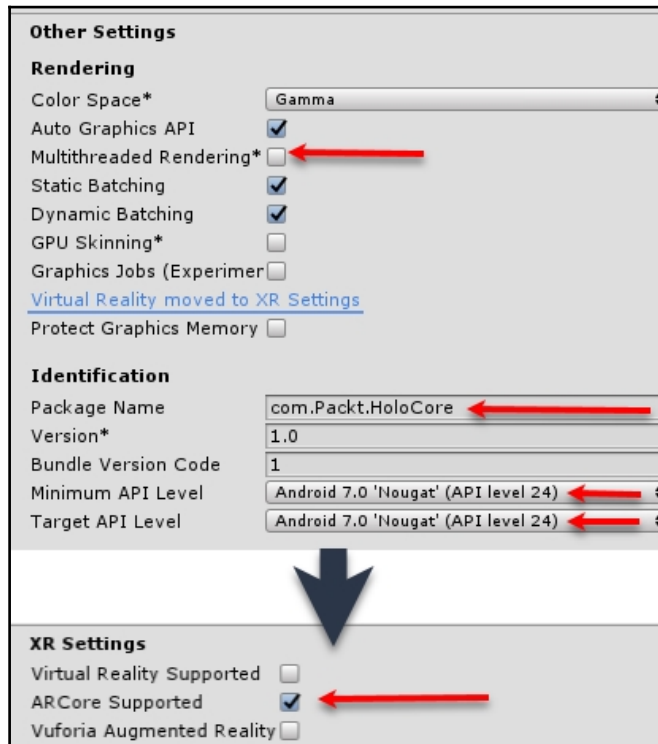 Other Settings
Rendering
Color Space* Gamma
Auto Graphics API
Multithreaded Rendering*
Static Batching
Dynamic Batching
GPU Skinning*
Graphics Jobs (Experimer
Virtual Reality moved to XR Settings
Protect Graphics Memory
Identification
Package Name com.Packt.HoloCore
Version* 1.0
Bundle Version Code 1
Minimum API Level Android 7.0 'Nougat' (API level 24)
Target API Level Android 7.0 'Nougat' (API level 24)
XR Settings
Virtual Reality Supported
ARCore Supported
Vuforia Augmented Reality